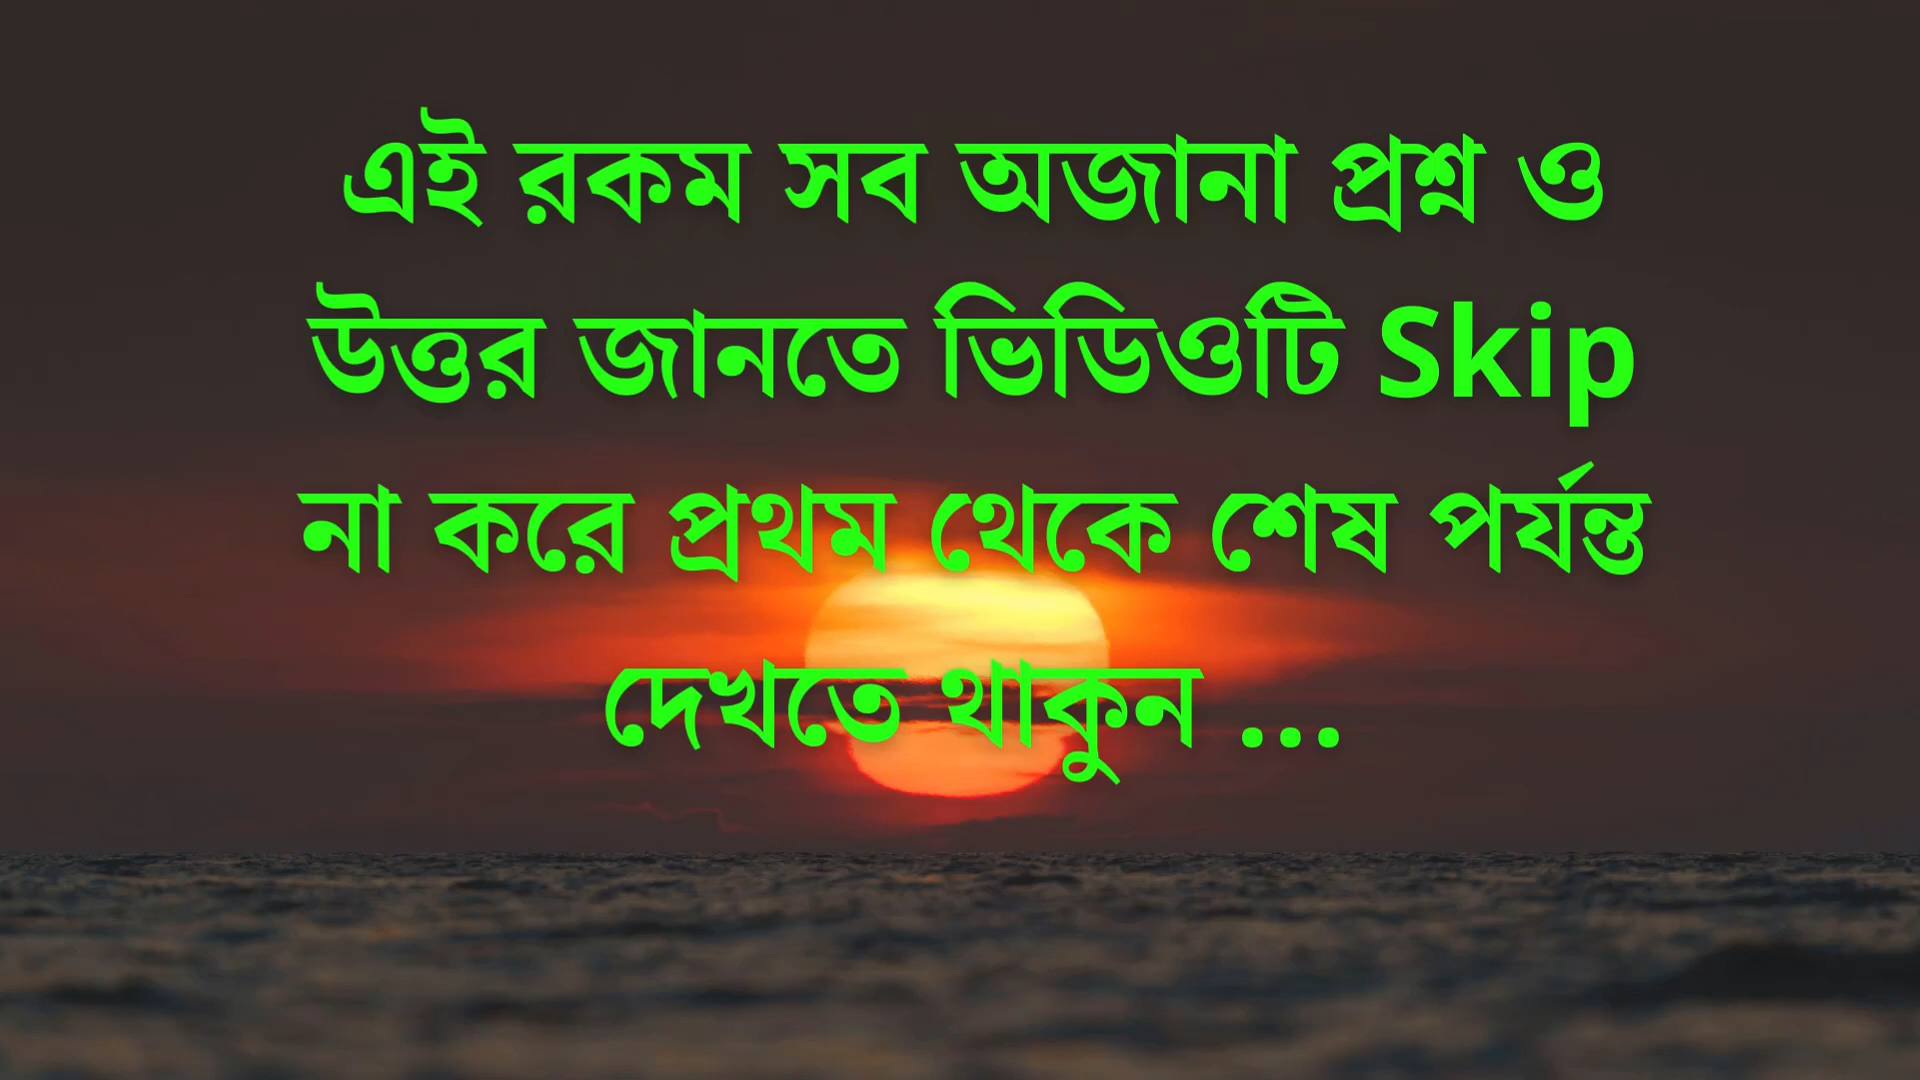 এই রকম সব অজানা প্রশ্ন ও
উত্তর জানতে ভিডিওটি Skip
না করে প্রথম থেকে শেষ পর্যন্ত
দেখতে থাকুন ...